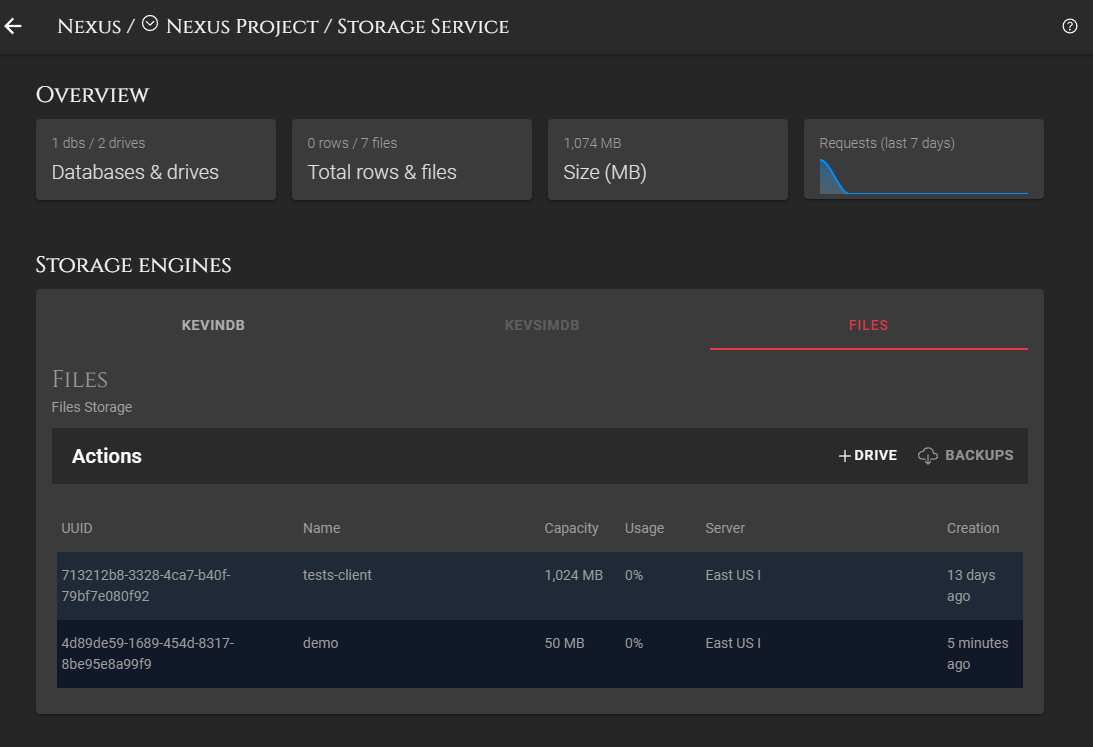 Nexus / Nexus Project / Storage Service
Overview
1 dbs / 2 drives
Databases & drives
0 rows / 7 files
Total rows & files
1,074 MB
Size (MB)
Requests (last 7 days)
Storage engines
KEVINDB
KEVSIMDB
FILES
Files
Files Storage
Actions
DRIVE
BACKUPS
UUID Name Capacity Usage Server Creation
713212b8-3328-4ca7-b40f- tests-client 1,024 MB 0% East US I 13 days
79bf7e080f92 ago
4d89de59-1689-454d-8317- demo 50 MB 0% East US I 5 minutes
8be95e8a99f9 ago